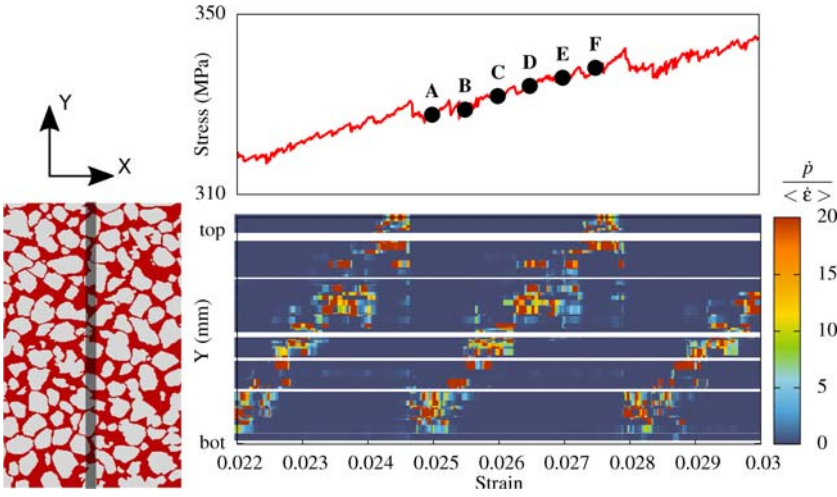 350
Stress (MPa)
A B C D E F
310
Y
X
ṗ
< ε̇ >
top
Y (mm)
bot
20
15
10
5
0
0.022 0.023 0.024 0.025 0.026 0.027 0.028 0.029 0.03
Strain